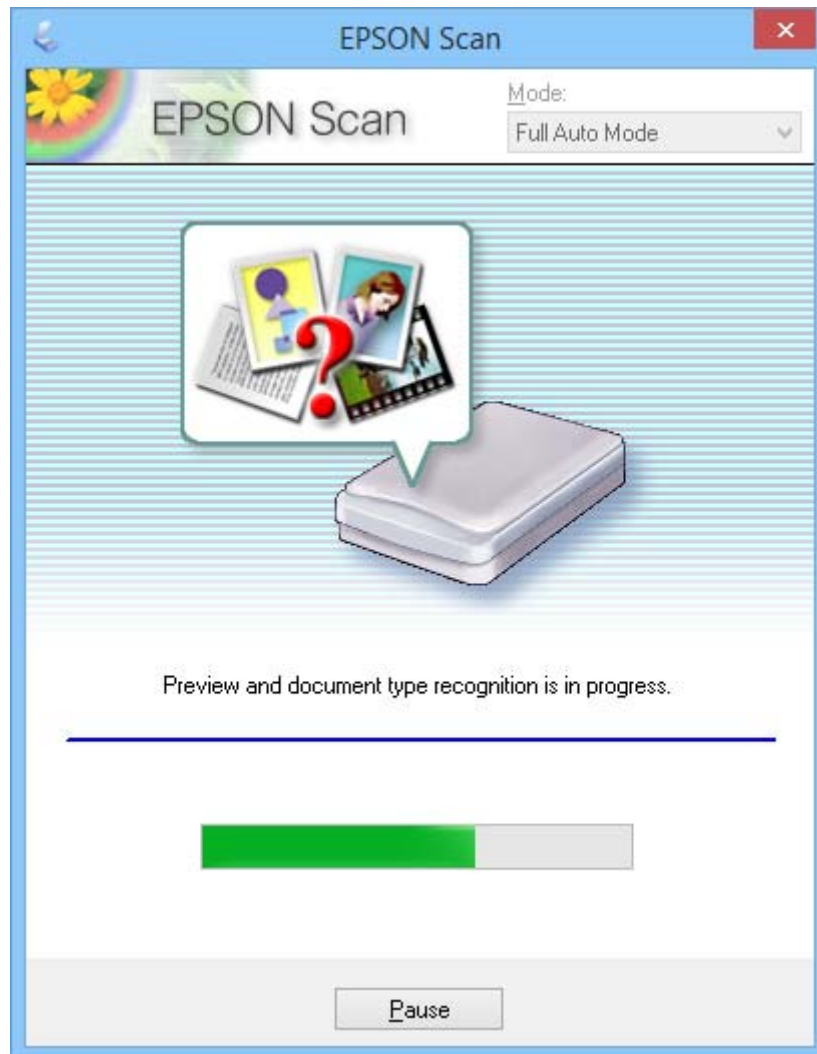 EPSON Scan
EPSON Scan
Mode:
Full Auto Mode
Preview and document type recognition is in progress.
Pause